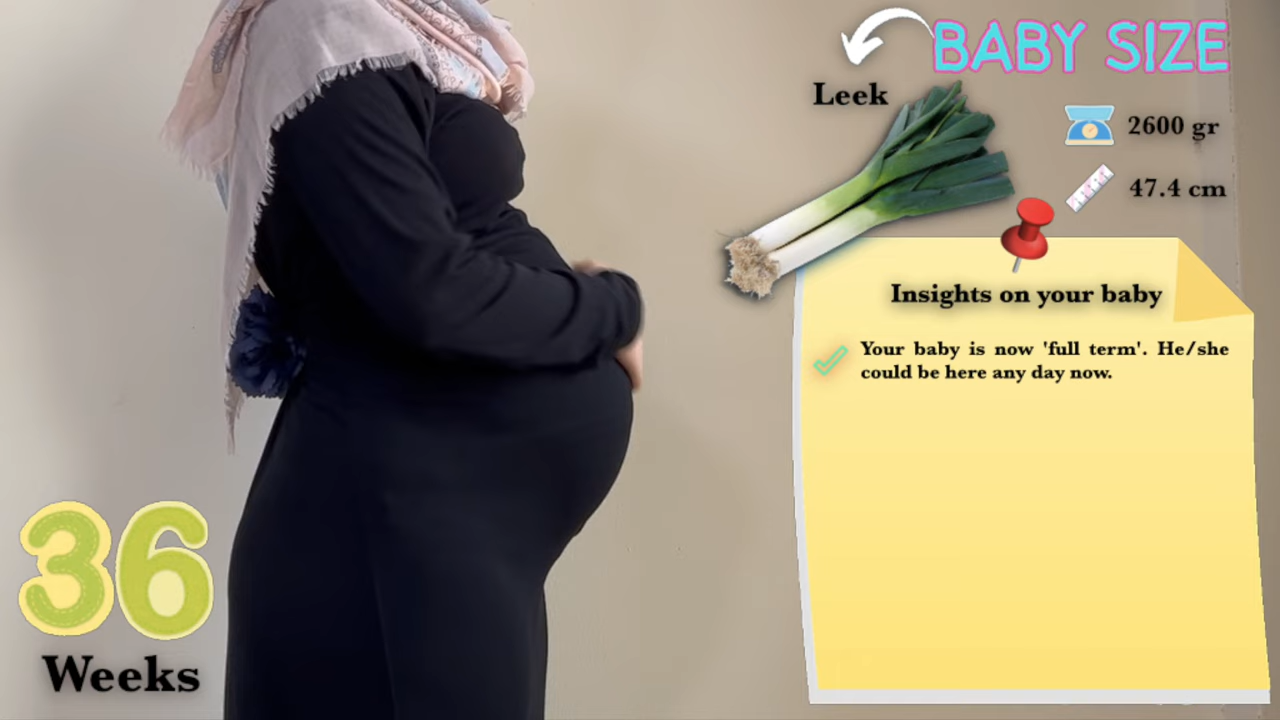 BABY SIZE
Leek
2600 gr
47.4 cm
Insights on your baby
Your baby is now 'full term'. He/she
could be here any day now.
36
Weeks